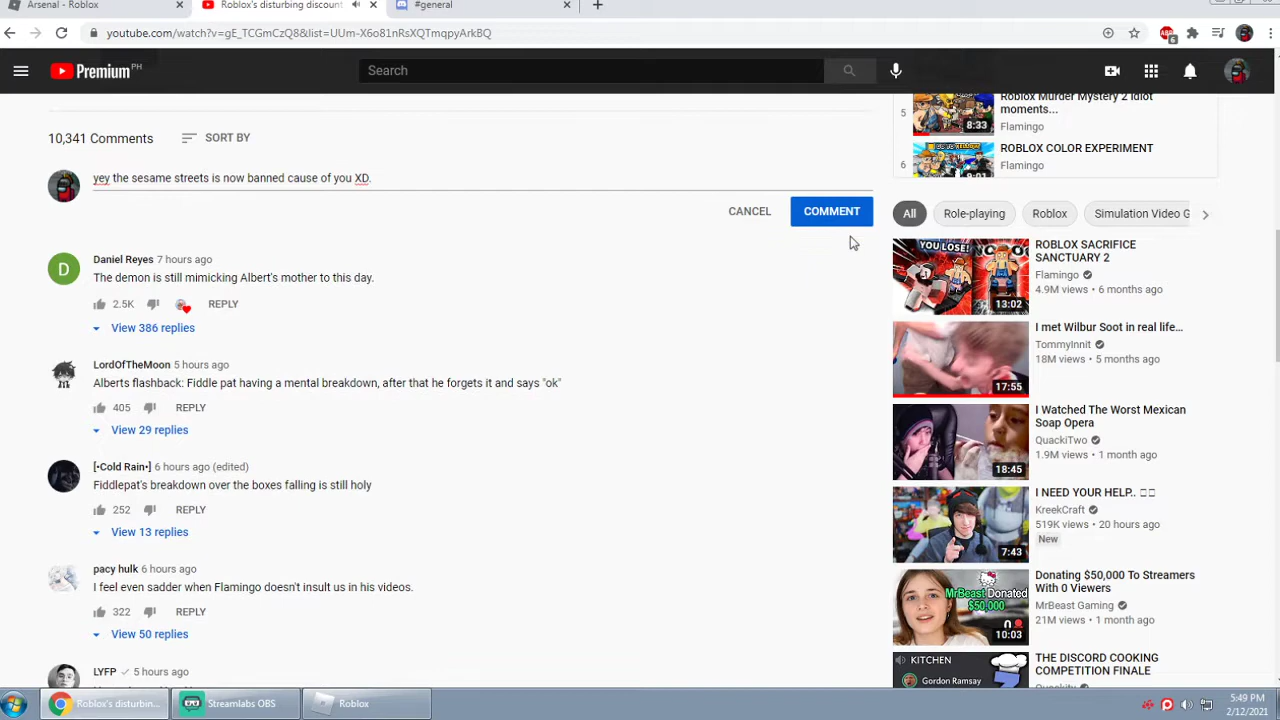 Arsenal - Roblox
Roblox's disturbing discount
#general
youtube.com/watch?v=gE_TCGmCzQ8&list=UUm-X6o81nRsXQTmqpyArkBQ
6
Premium PH
Search
10,341 Comments
SORT BY
yey the sesame streets is now banned cause of you XD.
CANCEL
COMMENT
D
Daniel Reyes 7 hours ago
The demon is still mimicking Albert's mother to this day.
2.5K
REPLY
View 386 replies
LordOfTheMoon 5 hours ago
Alberts flashback: Fiddle pat having a mental breakdown, after that he forgets it and says "ok"
405
REPLY
View 29 replies
[•Cold Rain•] 6 hours ago (edited)
Fiddlepat's breakdown over the boxes falling is still holy
252
REPLY
View 13 replies
pacy hulk 6 hours ago
I feel even sadder when Flamingo doesn't insult us in his videos.
322
REPLY
View 50 replies
LYFP 5 hours ago
5
8:33
Roblox Murder Mystery 2 idiot
moments...
Flamingo
6
ROBLOX COLOR EXPERIMENT
Flamingo
All
Role-playing
Roblox
Simulation Video G
YOU LOSE!
13:02
ROBLOX SACRIFICE
SANCTUARY 2
Flamingo
4.9M views • 6 months ago
17:55
I met Wilbur Soot in real life...
TommyInnit
18M views • 5 months ago
18:45
I Watched The Worst Mexican
Soap Opera
QuackiTwo
1.9M views • 1 year ago
7:43
I NEED YOUR HELP..
KreekCraft
519K views • 20 hours ago
New
MrBeast Donated
$50,000
10:03
Donating $50,000 To Streamers
With 0 Viewers
MrBeast Gaming
21M views • 1 month ago
KITCHEN
Gordon Ramsay
THE DISCORD COOKING
COMPETITION FINALE
Quackity
Roblox's disturbin...
Streamlabs OBS
Roblox
5:49 PM
2/12/2021